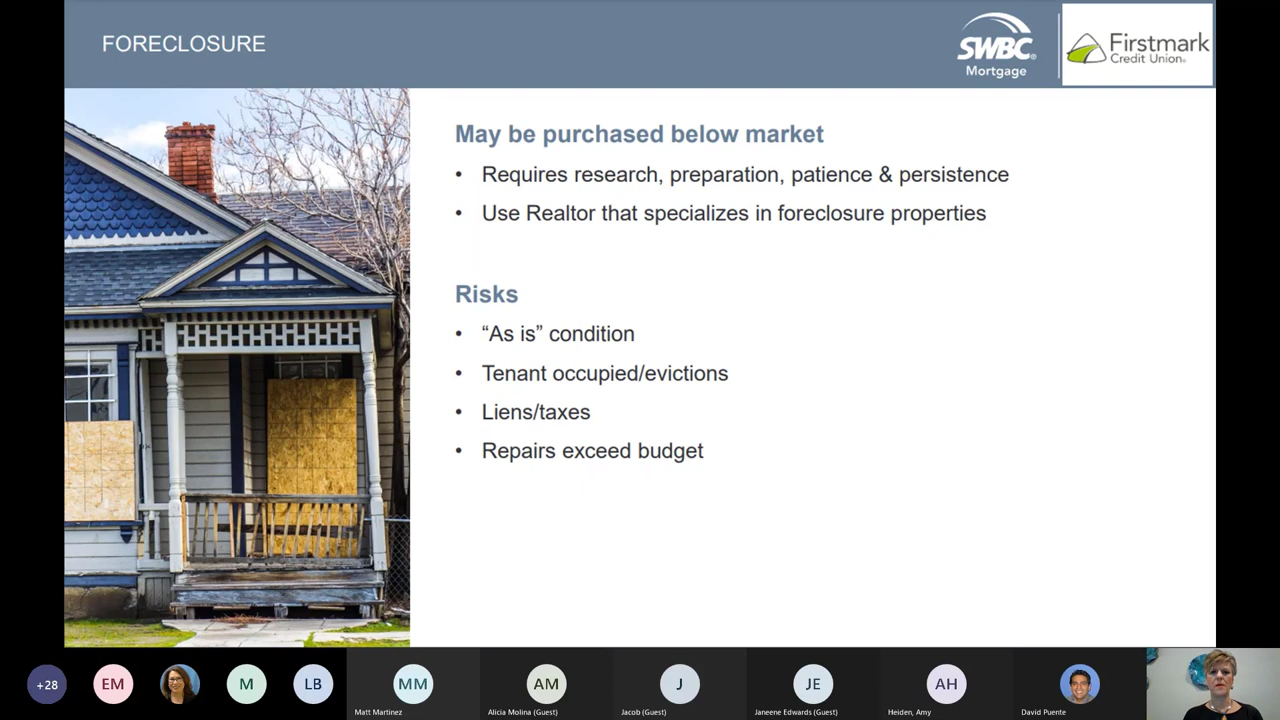 FORECLOSURE
SWBC
Mortgage
Firstmark
Credit Union
May be purchased below market
• Requires research, preparation, patience & persistence
• Use Realtor that specializes in foreclosure properties
Risks
• “As is” condition
• Tenant occupied/evictions
• Liens/taxes
• Repairs exceed budget
+28
EM
M
LB
MM
AM
J
JE
AH
Matt Martinez
Alicia Molina (Guest)
Jacob (Guest)
Janeene Edwards (Guest)
Heiden, Amy
David Puente